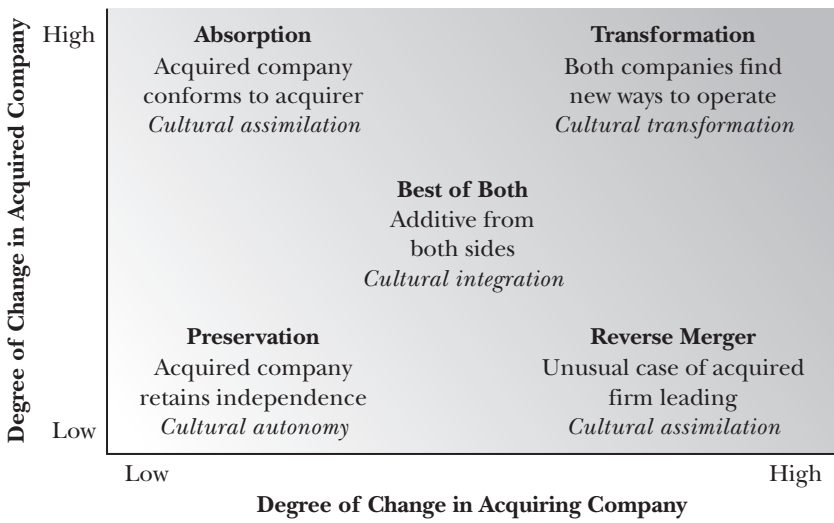 Degree of Change in Acquired Company
High
Absorption
Acquired company
conforms to acquirer
Cultural assimilation
Transformation
Both companies find
new ways to operate
Cultural transformation
Best of Both
Additive from
both sides
Cultural integration
Preservation
Acquired company
retains independence
Cultural autonomy
Reverse Merger
Unusual case of acquired
firm leading
Cultural assimilation
Low
Low
High
Degree of Change in Acquiring Company